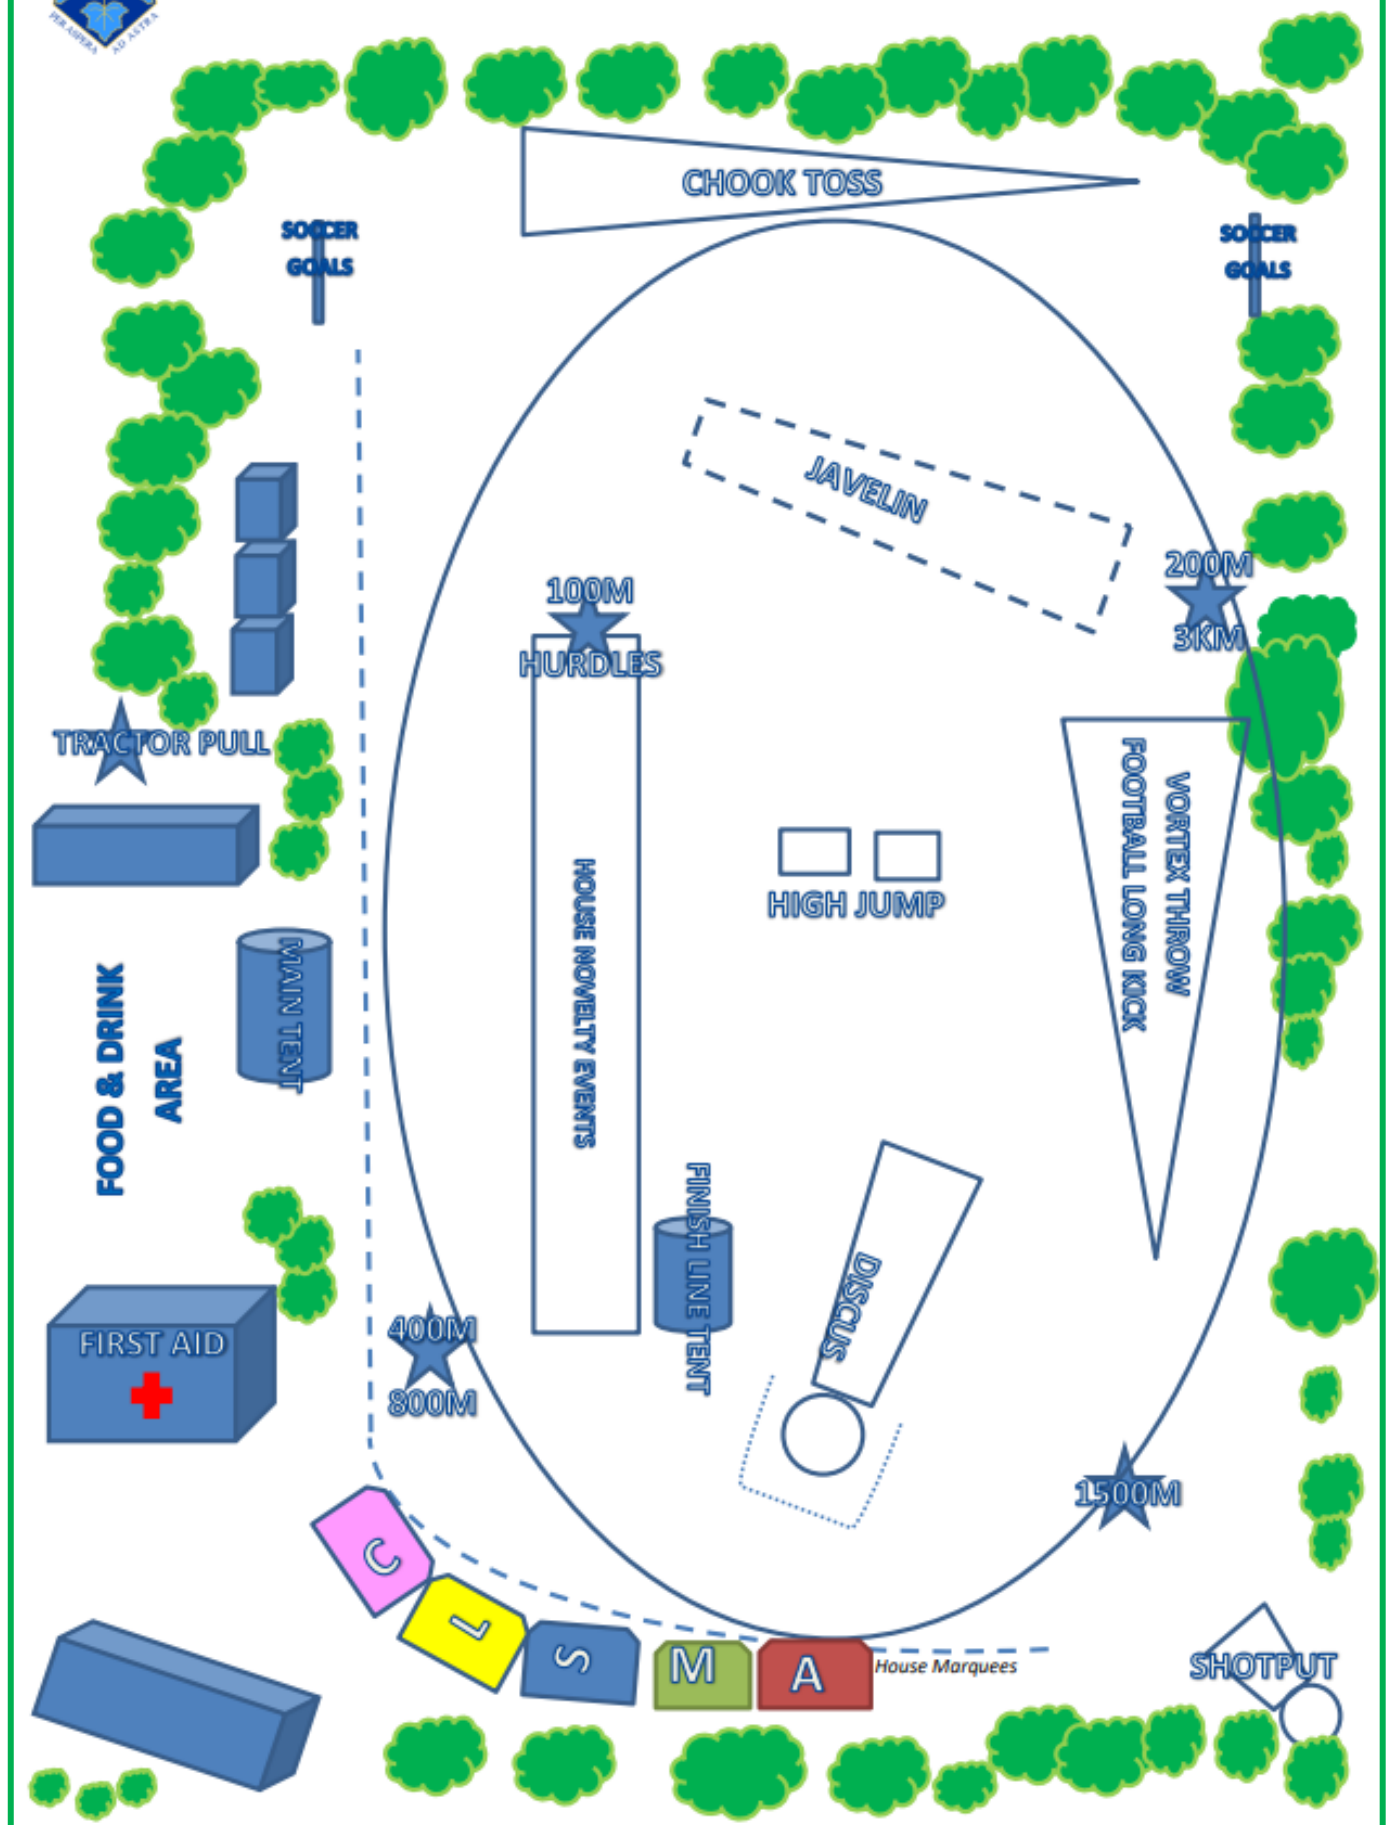 PER ASPERA AD ASTRA
CHOOK TOSS
SOCCER
GOALS
SOCCER
GOALS
JAVELIN
200M
3KM
100M
HURDLES
TRACTOR PULL
VORTEX THROW
FOOTBALL LONG KICK
HIGH JUMP
HOUSE NOVELTY EVENTS
MAIN TENT
FOOD & DRINK
AREA
FINISH LINE TENT
DISCUS
FIRST AID
400M
800M
1500M
C
L
S
M
A
House Marquees
SHOTPUT